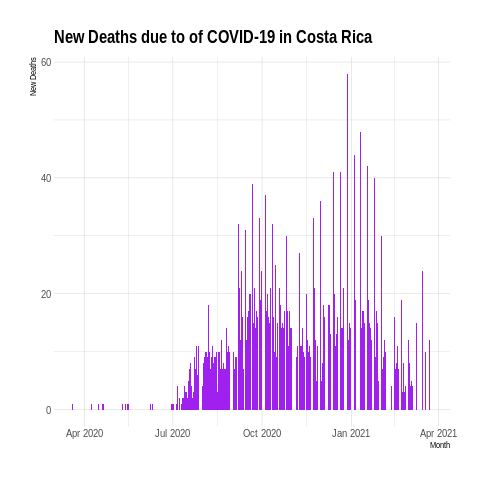 New Deaths due to of COVID-19 in Costa Rica
New Deaths
60
40
20
0
Apr 2020 Jul 2020 Oct 2020 Jan 2021 Apr 2021
Month